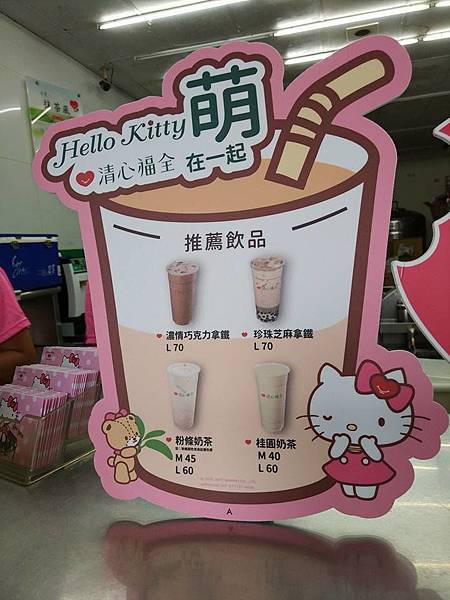 Hello Kitty 萌
清心福全 在一起
推薦飲品
濃情巧克力拿鐵
L 70
珍珠芝麻拿鐵
L 70
粉條奶茶
M 45
L 60
桂圓奶茶
M 40
L 60
A